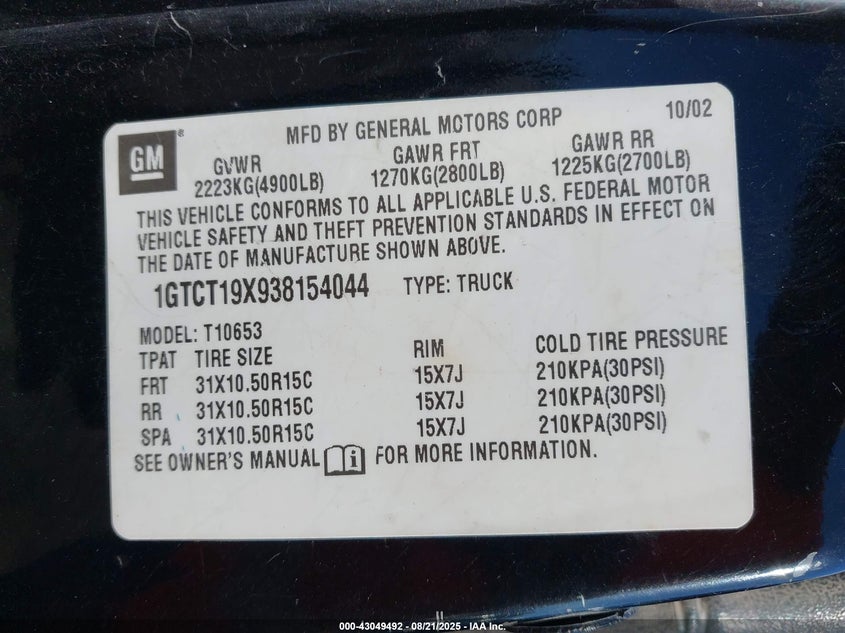 GM® MFD BY GENERAL MOTORS CORP 10/02
GVWR GAWR FRT GAWR RR
2223KG(4900LB) 1270KG(2800LB) 1225KG(2700LB)
THIS VEHICLE CONFORMS TO ALL APPLICABLE U.S. FEDERAL MOTOR
VEHICLE SAFETY AND THEFT PREVENTION STANDARDS IN EFFECT ON
THE DATE OF MANUFACTURE SHOWN ABOVE.
1GTCT19X938154044 TYPE: TRUCK
MODEL: T10653
TPAT TIRE SIZE RIM COLD TIRE PRESSURE
FRT 31X10.50R15C 15X7J 210KPA(30PSI)
RR 31X10.50R15C 15X7J 210KPA(30PSI)
SPA 31X10.50R15C 15X7J 210KPA(30PSI)
SEE OWNER'S MANUAL i FOR MORE INFORMATION.
000-43049492 - 08/21/2025 - IAA Inc.